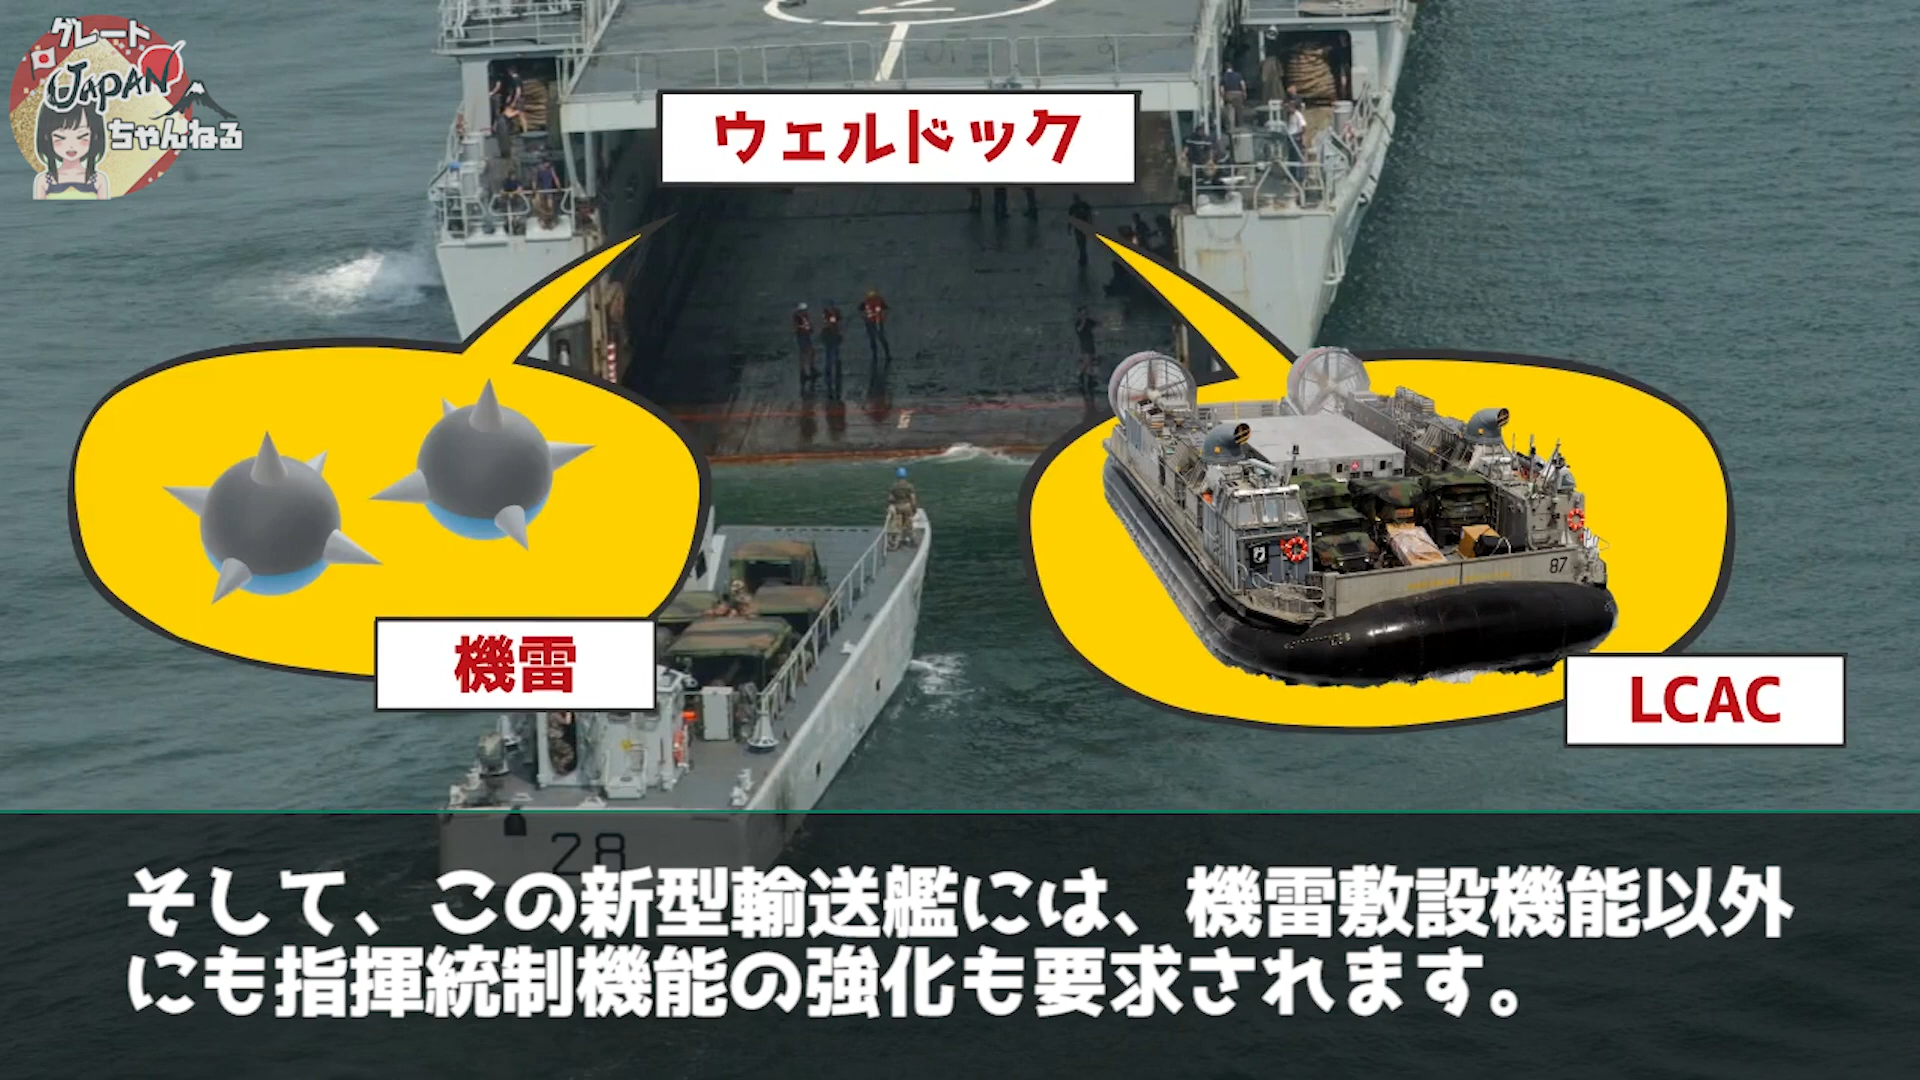 グレート
JAPAN
ちゃんねる
ウェルドック
機雷
87
LCAC
28
そして、この新型輸送艦には、機雷敷設機能以外
にも指揮統制機能の強化も要求されます。